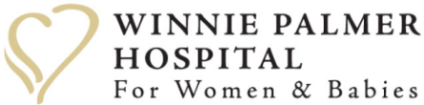 WINNIE PALMER
HOSPITAL
For Women & Babies